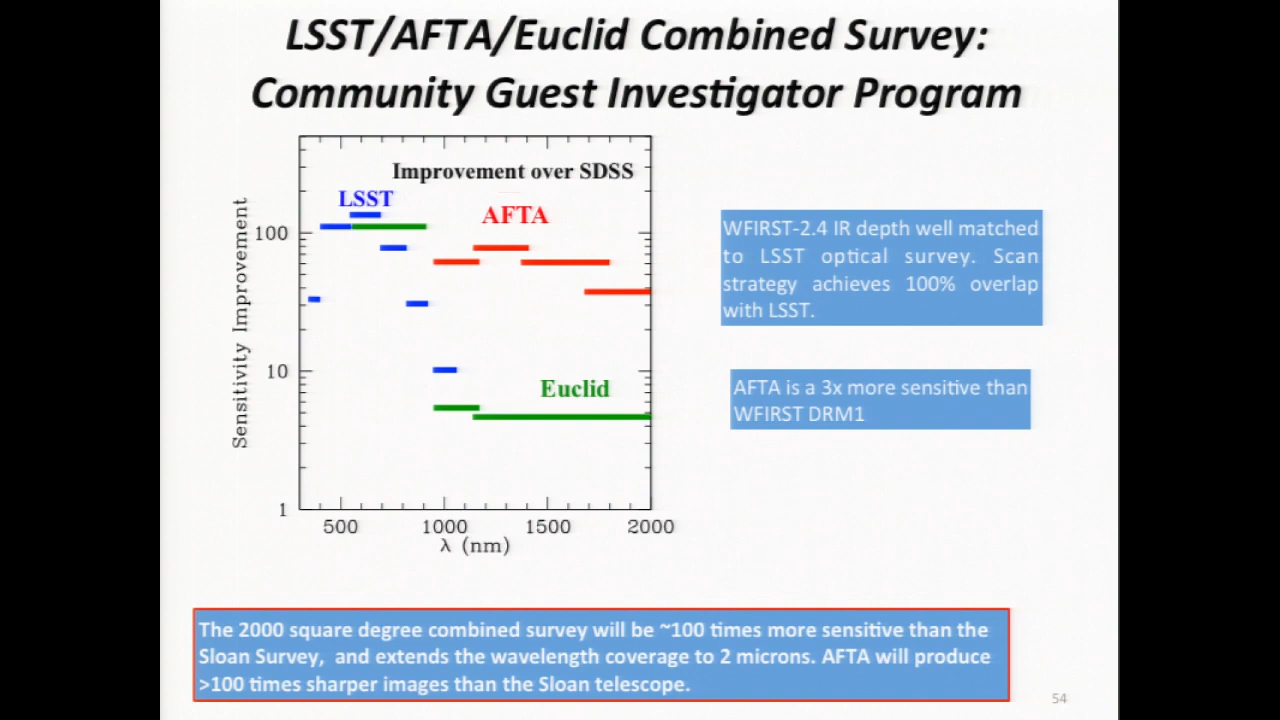 LSST/AFTA/Euclid Combined Survey:
Community Guest Investigator Program
Improvement over SDSS
LSST
AFTA
Euclid
Sensitivity Improvement
100
10
1
500
1000
1500
2000
λ (nm)
WFIRST-2.4 IR depth well matched
to LSST optical survey. Scan
strategy achieves 100% overlap
with LSST.
AFTA is a 3x more sensitive than
WFIRST DRM1
The 2000 square degree combined survey will be ~100 times more sensitive than the
Sloan Survey, and extends the wavelength coverage to 2 microns. AFTA will produce
>100 times sharper images than the Sloan telescope.
54